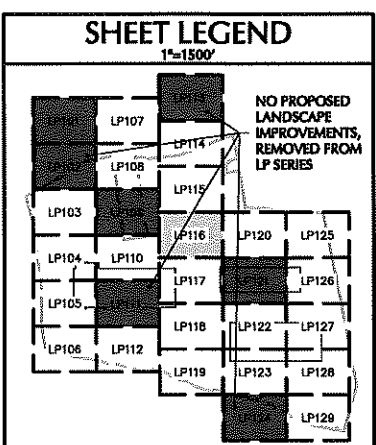 SHEET LEGEND
1"=1500'
NO PROPOSED
LANDSCAPE
IMPROVEMENTS,
REMOVED FROM
LP SERIES
LP107
LP114
LP108
LP115
LP103
LP116
LP120
LP125
LP104
LP110
LP117
LP126
LP105
LP118
LP122
LP127
LP106
LP112
LP119
LP123
LP128
LP129